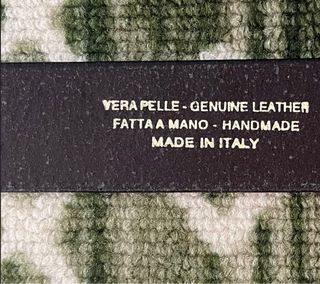 VERA PELLE - GENUINE LEATHER
FATTA A MANO - HANDMADE
MADE IN ITALY